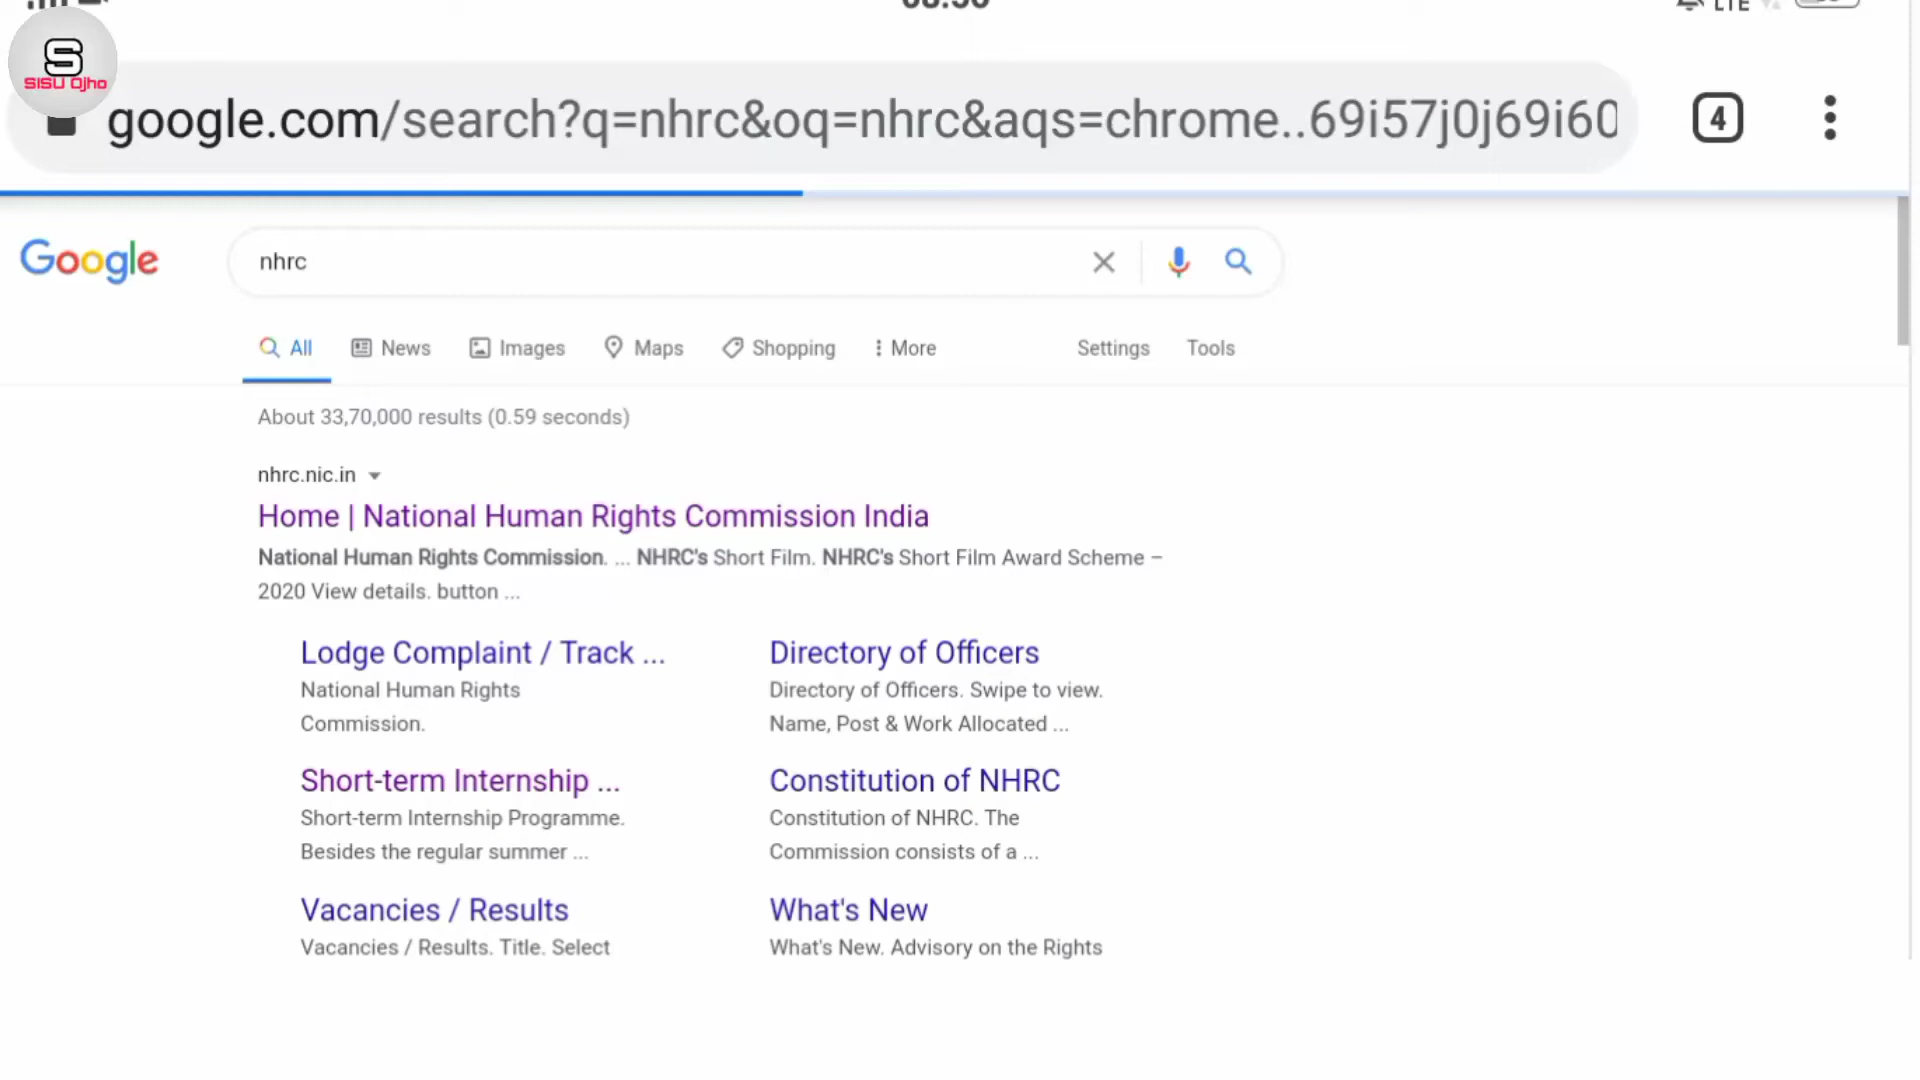 LTE
S
SISU Ojho
google.com/search?q=nhrc&oq=nhrc&aqs=chrome..69i57j0j69i60
4
Google
nhrc
All News Images Maps Shopping More Settings Tools
About 33,70,000 results (0.59 seconds)
nhrc.nic.in
Home | National Human Rights Commission India
National Human Rights Commission. ... NHRC's Short Film. NHRC's Short Film Award Scheme –
2020 View details. button ...
Lodge Complaint / Track ...
National Human Rights
Commission.
Directory of Officers
Directory of Officers. Swipe to view.
Name, Post & Work Allocated ...
Short-term Internship ...
Short-term Internship Programme.
Besides the regular summer ...
Constitution of NHRC
Constitution of NHRC. The
Commission consists of a ...
Vacancies / Results
Vacancies / Results. Title. Select
What's New
What's New. Advisory on the Rights